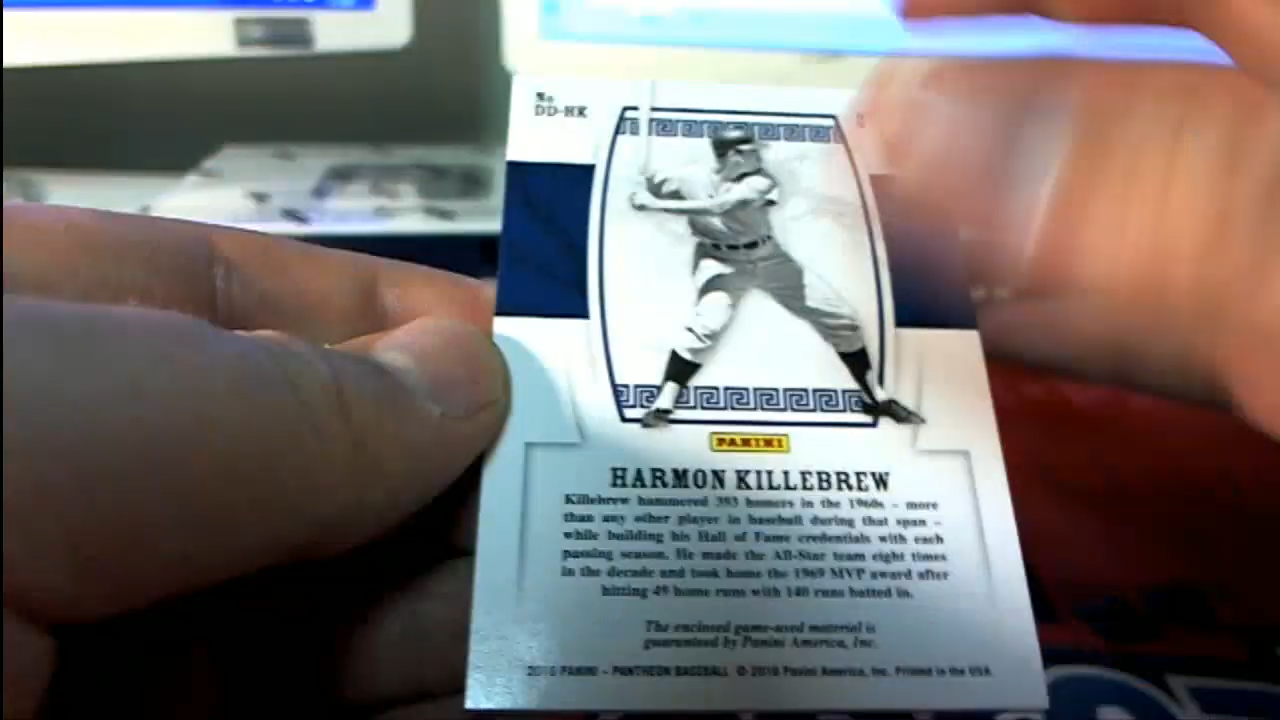 No
DD-HK
PANINI
HARMON KILLEBREW
Killebrew hammered 393 homers in the 1960s – more
than any other player in baseball during that span –
while building his Hall of Fame credentials with each
passing season. He made the All-Star team eight times
in the decade and took home the 1969 MVP award after
hitting 49 home runs with 140 runs batted in.
The enclosed game-used material is
guaranteed by Panini America, Inc.
2016 PANINI – PANTHEON BASEBALL © 2016 Panini America, Inc. Printed in the USA